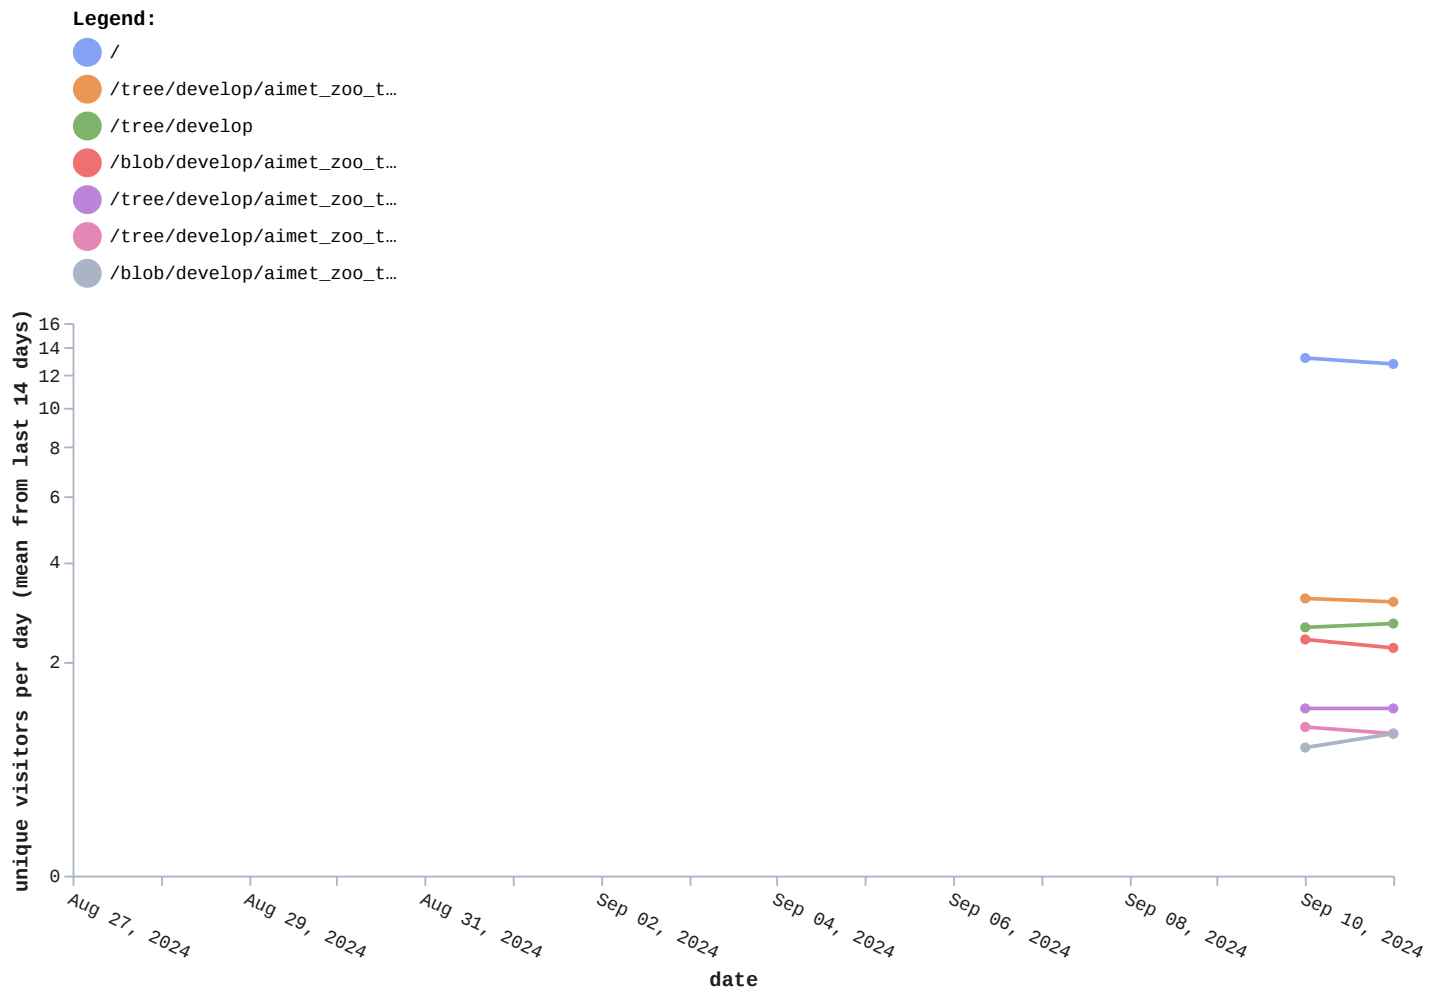 Legend:
/
/tree/develop/aimet_zoo_t…
/tree/develop
/blob/develop/aimet_zoo_t…
/tree/develop/aimet_zoo_t…
/tree/develop/aimet_zoo_t…
/blob/develop/aimet_zoo_t…
unique visitors per day (mean from last 14 days)
16
14
12
10
8
6
4
2
0
Aug 27, 2024
Aug 29, 2024
Aug 31, 2024
Sep 02, 2024
Sep 04, 2024
Sep 06, 2024
Sep 08, 2024
Sep 10, 2024
date